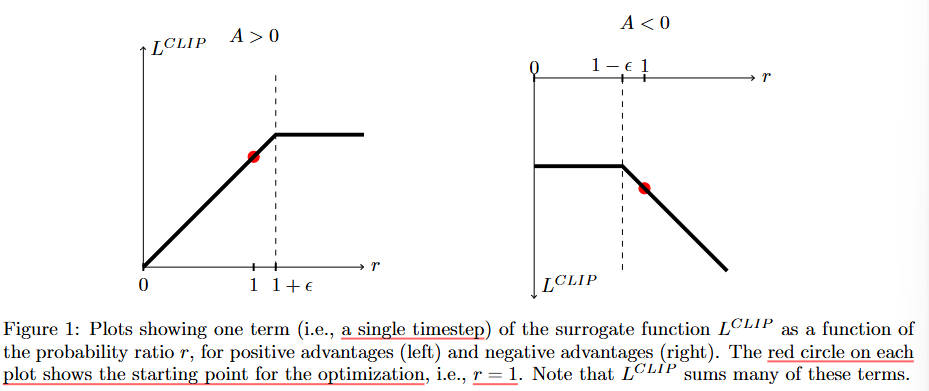 L^{CLIP} A > 0
r
0 1 1 + ϵ
A < 0
0 1 − ϵ 1
r
L^{CLIP}
Figure 1: Plots showing one term (i.e., a single timestep) of the surrogate function L^{CLIP} as a function of
the probability ratio r, for positive advantages (left) and negative advantages (right). The red circle on each
plot shows the starting point for the optimization, i.e., r = 1. Note that L^{CLIP} sums many of these terms.